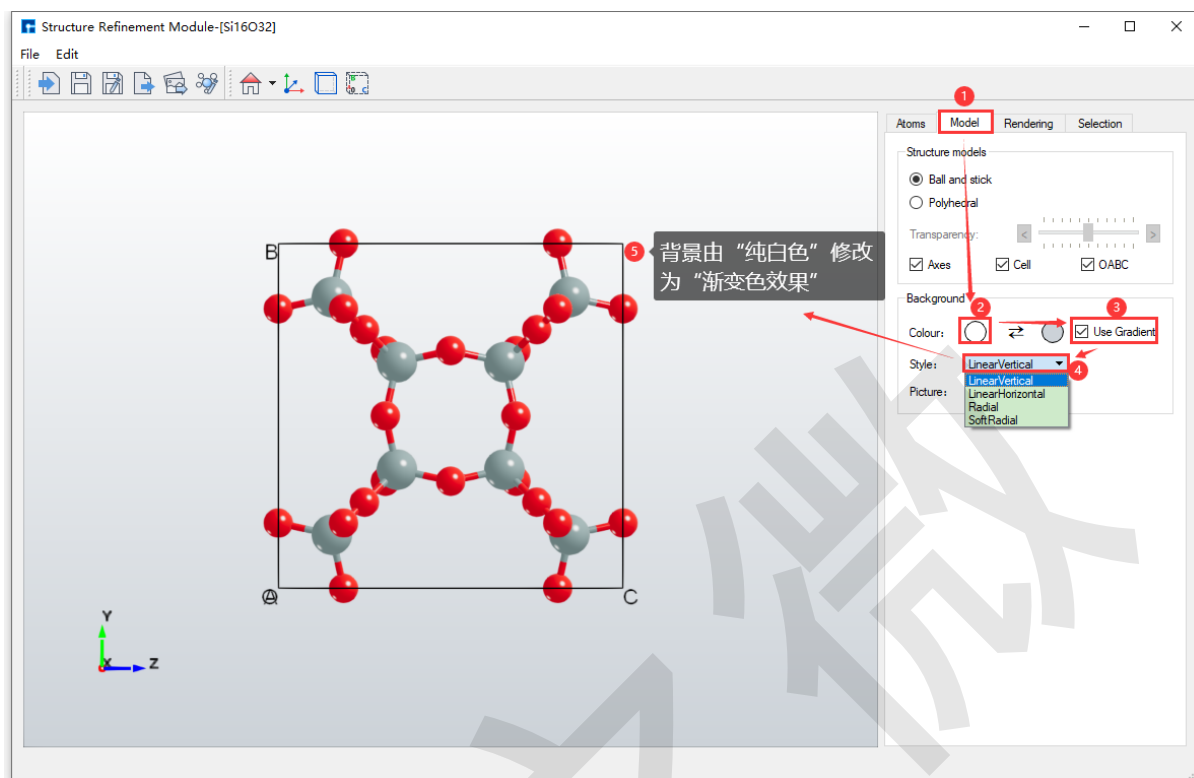 Structure Refinement Module-[Si16O32]
File Edit
1
Atoms Model Rendering Selection
Structure models
Ball and stick
Polyhedral
Transparency:
Axes Cell OABC
B
5 背景由“纯白色”修改
为“渐变色效果”
Background
2 3
Colour: Use Gradient
Style: LinearVertical 4
LinearVertical
LinearHorizontal
Radial
SoftRadial
Picture:
A C
Y
X Z
微